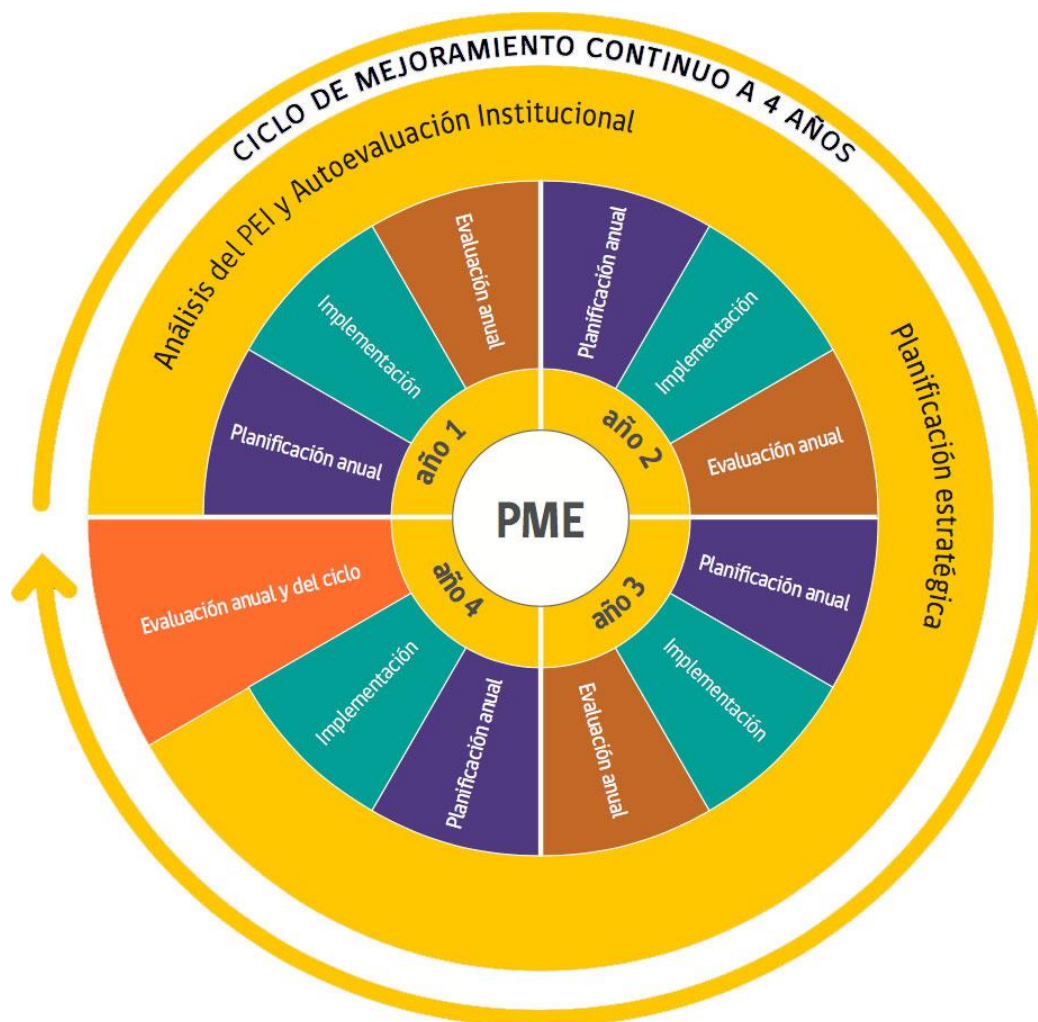 CICLO DE MEJORAMIENTO CONTINUO A 4 AÑOS
Análisis del PEI y Autoevaluación Institucional
Planificación estratégica
PME
año 1
Planificación anual
Implementación
Evaluación anual
año 2
Planificación anual
Implementación
Evaluación anual
año 3
Planificación anual
Implementación
Evaluación anual
año 4
Planificación anual
Implementación
Evaluación anual y del ciclo